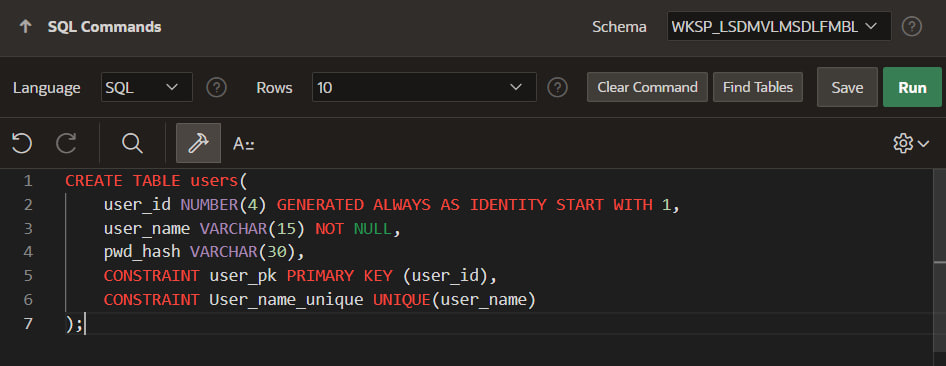 SQL Commands Schema WKSP_LSDMVLMSDLFMBL ?
Language SQL ? Rows 10 ? Clear Command Find Tables Save Run
A::
1 CREATE TABLE users(
2 user_id NUMBER(4) GENERATED ALWAYS AS IDENTITY START WITH 1,
3 user_name VARCHAR(15) NOT NULL,
4 pwd_hash VARCHAR(30),
5 CONSTRAINT user_pk PRIMARY KEY (user_id),
6 CONSTRAINT User_name_unique UNIQUE(user_name)
7 );